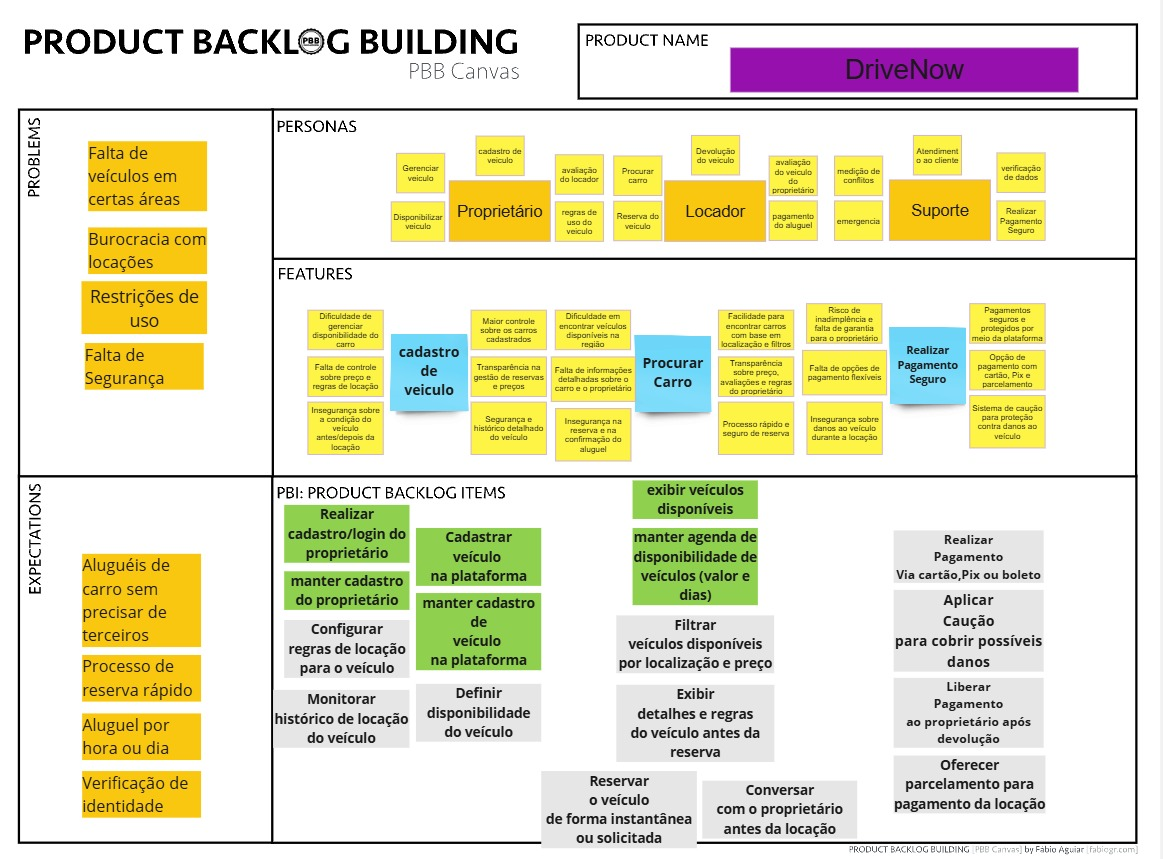 PRODUCT BACKLOG BUILDING
PBB
PBB Canvas
PRODUCT NAME
DriveNow
PROBLEMS
Falta de
veículos em
certas áreas
Burocracia com
locações
Restrições de
uso
Falta de
Segurança
PERSONAS
Gerenciar
veiculo
Disponibilizar
veiculo
cadastro de
veiculo
Proprietário
avaliação
do locador
regras de
uso do
veiculo
Procurar
carro
Reserva do
veiculo
Devolução
do veiculo
Locador
avaliação
do veiculo
do
proprietário
pagamento
do aluguel
medição de
conflitos
emergencia
Atendiment
o ao cliente
Suporte
verificação
de dados
Realizar
Pagamento
Seguro
FEATURES
Dificuldade de
gerenciar
disponibilidade do
carro
Falta de controle
sobre preço e
regras de locação
Insegurança sobre
a condição do
veículo
antes/depois da
locação
cadastro
de
veiculo
Maior controle
sobre os carros
cadastrados
Transparência na
gestão de reservas
e preços
Segurança e
histórico detalhado
do veículo
Dificuldade em
encontrar veículos
disponíveis na
região
Falta de informações
detalhadas sobre o
carro e o proprietário
Insegurança na
reserva e na
confirmação do
aluguel
Procurar
Carro
Facilidade para
encontrar carros
com base em
localização e filtros
Transparência
sobre preço,
avaliações e regras
do proprietário
Processo rápido e
seguro de reserva
Risco de
inadimplência e
falta de garantia
para o proprietário
Falta de opções de
pagamento flexíveis
Insegurança sobre
danos ao veículo
durante a locação
Realizar
Pagamento
Seguro
Pagamentos
seguros e
protegidos por
meio da plataforma
Opção de
pagamento com
cartão, Pix e
parcelamento
Sistema de caução
para proteção
contra danos ao
veículo
EXPECTATIONS
Aluguéis de
carro sem
precisar de
terceiros
Processo de
reserva rápido
Aluguel por
hora ou dia
Verificação de
identidade
PBI: PRODUCT BACKLOG ITEMS
Realizar
cadastro/login do
proprietário
manter cadastro
do proprietário
Configurar
regras de locação
para o veículo
Monitorar
histórico de locação
do veículo
Cadastrar
veículo
na plataforma
manter cadastro
de
veículo
na plataforma
Definir
disponibilidade
do veículo
exibir veículos
disponíveis
manter agenda de
disponibilidade de
veículos (valor e
dias)
Filtrar
veículos disponíveis
por localização e preço
Exibir
detalhes e regras
do veículo antes da
reserva
Reservar
o veículo
de forma instantânea
ou solicitada
Conversar
com o proprietário
antes da locação
Realizar
Pagamento
Via cartão,Pix ou boleto
Aplicar
Caução
para cobrir possíveis
danos
Liberar
Pagamento
ao proprietário após
devolução
Oferecer
parcelamento para
pagamento da locação
PRODUCT BACKLOG BUILDING [PBB Canvas] by Fabio Aguiar [fabiogr.com]